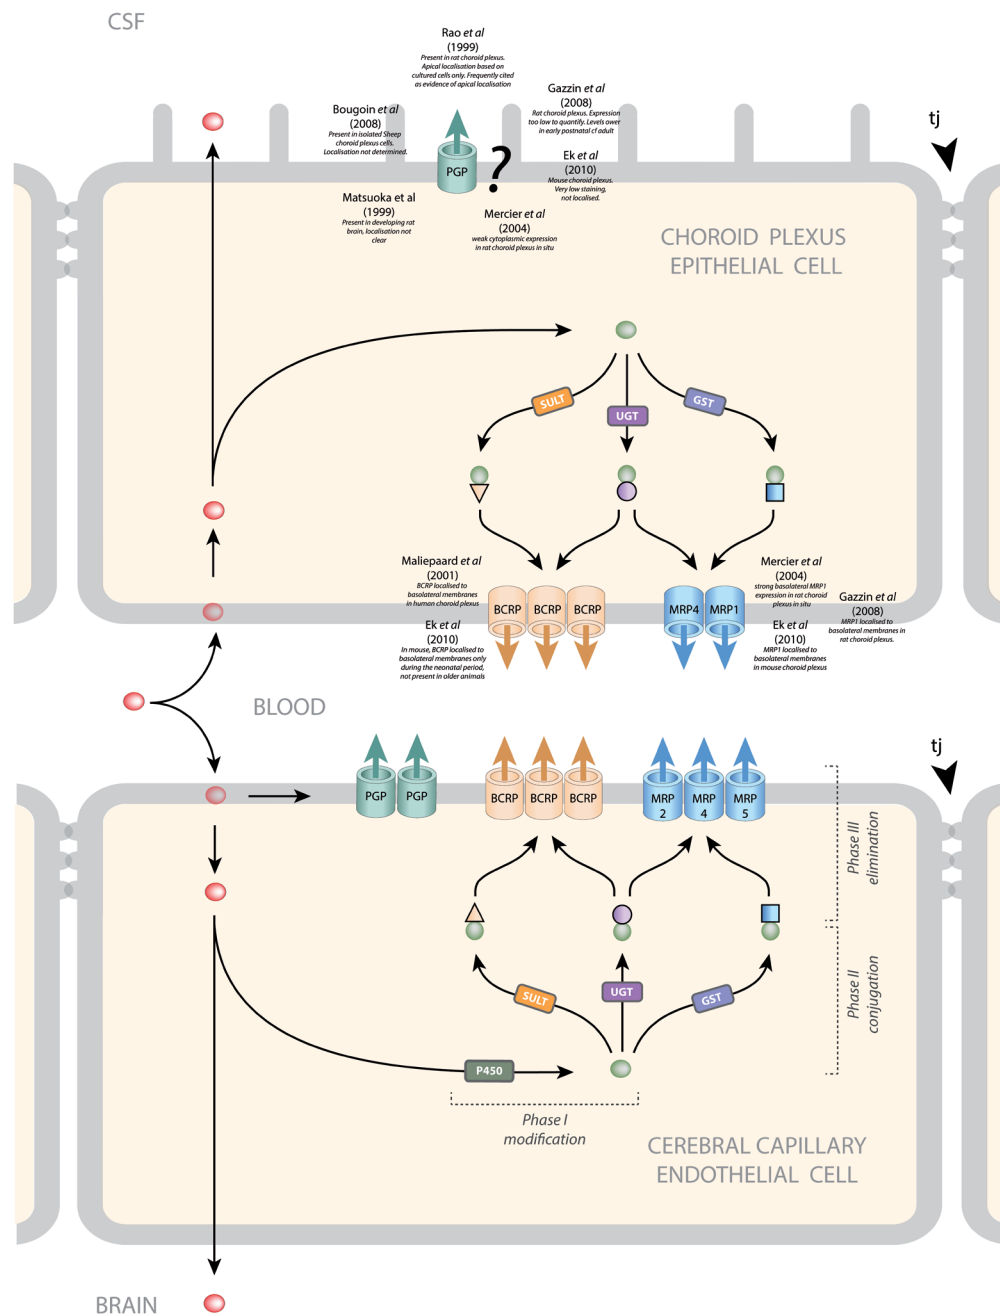 CSF
Rao et al
(1999)
Present in rat choroid plexus.
Apical localisation based on
cultured cells only. Frequently cited
as evidence of apical localisation
Bougoin et al
(2008)
Present in isolated Sheep
choroid plexus cells.
Localisation not determined.
Gazzin et al
(2008)
Rat choroid plexus. Expression
too low to quantify. Levels ower
in early postnatal cf adult
tj
PGP
?
Ek et al
(2010)
Mouse choroid plexus.
Very low staining,
not localised.
Matsuoka et al
(1999)
Present in developing rat
brain, localisation not
clear
Mercier et al
(2004)
weak cytoplasmic expression
in rat choroid plexus in situ
CHOROID PLEXUS
EPITHELIAL CELL
SULT
UGT
GST
Maliepaard et al
(2001)
BCRP localised to
basolateral membranes
in human choroid plexus
Ek et al
(2010)
In mouse, BCRP localised to
basolateral membranes only
during the neonatal period,
not present in older animals
BCRP
BCRP
BCRP
MRP4
MRP1
Mercier et al
(2004)
strong basolateral MRP1
expression in rat choroid
plexus in situ
Ek et al
(2010)
MRP1 localised to
basolateral membranes
in mouse choroid plexus
Gazzin et al
(2008)
MRP1 localised to
basolateral membranes in
rat choroid plexus.
BLOOD
tj
PGP
PGP
BCRP
BCRP
BCRP
MRP
2
MRP
4
MRP
5
Phase III
elimination
Phase II
conjugation
SULT
UGT
GST
P450
Phase I
modification
CEREBRAL CAPILLARY
ENDOTHELIAL CELL
BRAIN